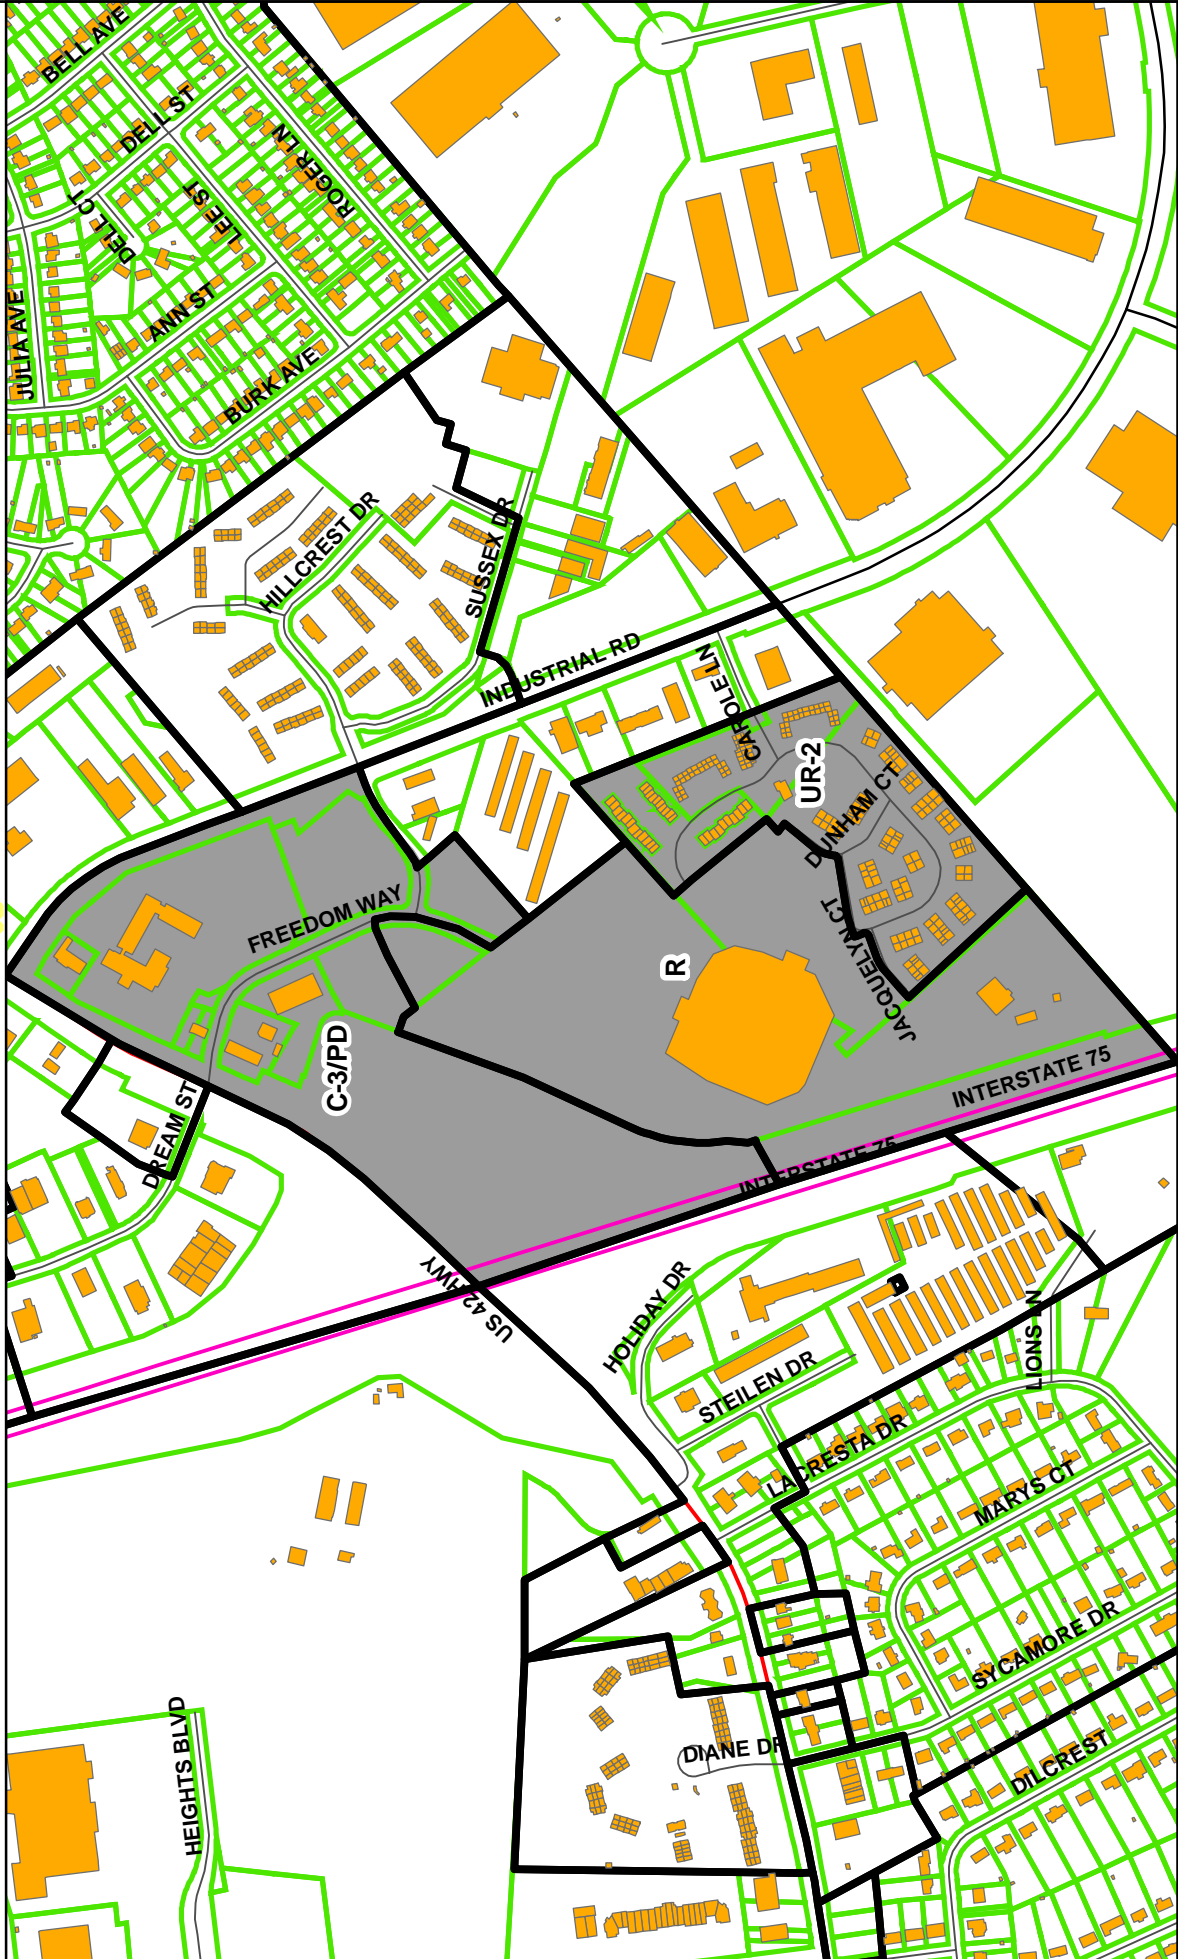 BELL AVE
DELL ST
ROGER LN
DELL CT
LEE ST
ANN ST
JULIA AVE
BURK AVE
HILLCREST DR
SUSSEX DR
INDUSTRIAL RD
CAROLE LN
UR-2
DUNHAM CT
FREEDOM WAY
JACQUELYN CT
R
C-3/PD
INTERSTATE 75
DREAM ST
INTERSTATE 75
US 42 HWY
HOLIDAY DR
LIONS LN
STEILEN DR
LACRESTA DR
MARYS CT
SYCAMORE DR
HEIGHTS BLVD
DIANE DR
DILCREST